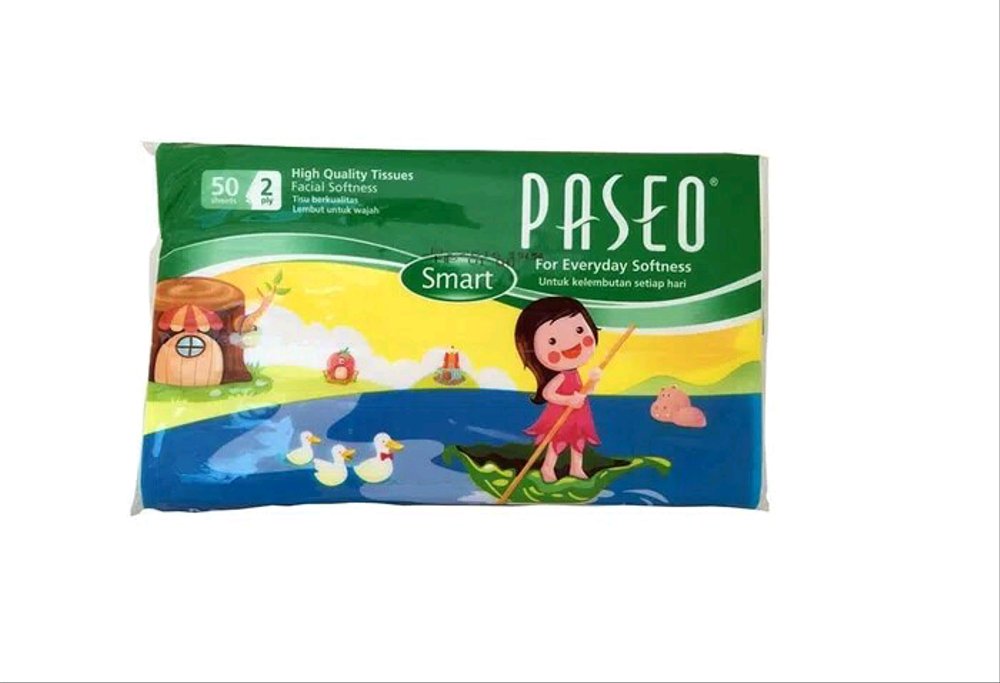 50
sheets
2
ply
High Quality Tissues
Facial Softness
Tisu berkualitas
Lembut untuk wajah
PASEO®
For Everyday Softness
Untuk kelembutan setiap hari
Smart